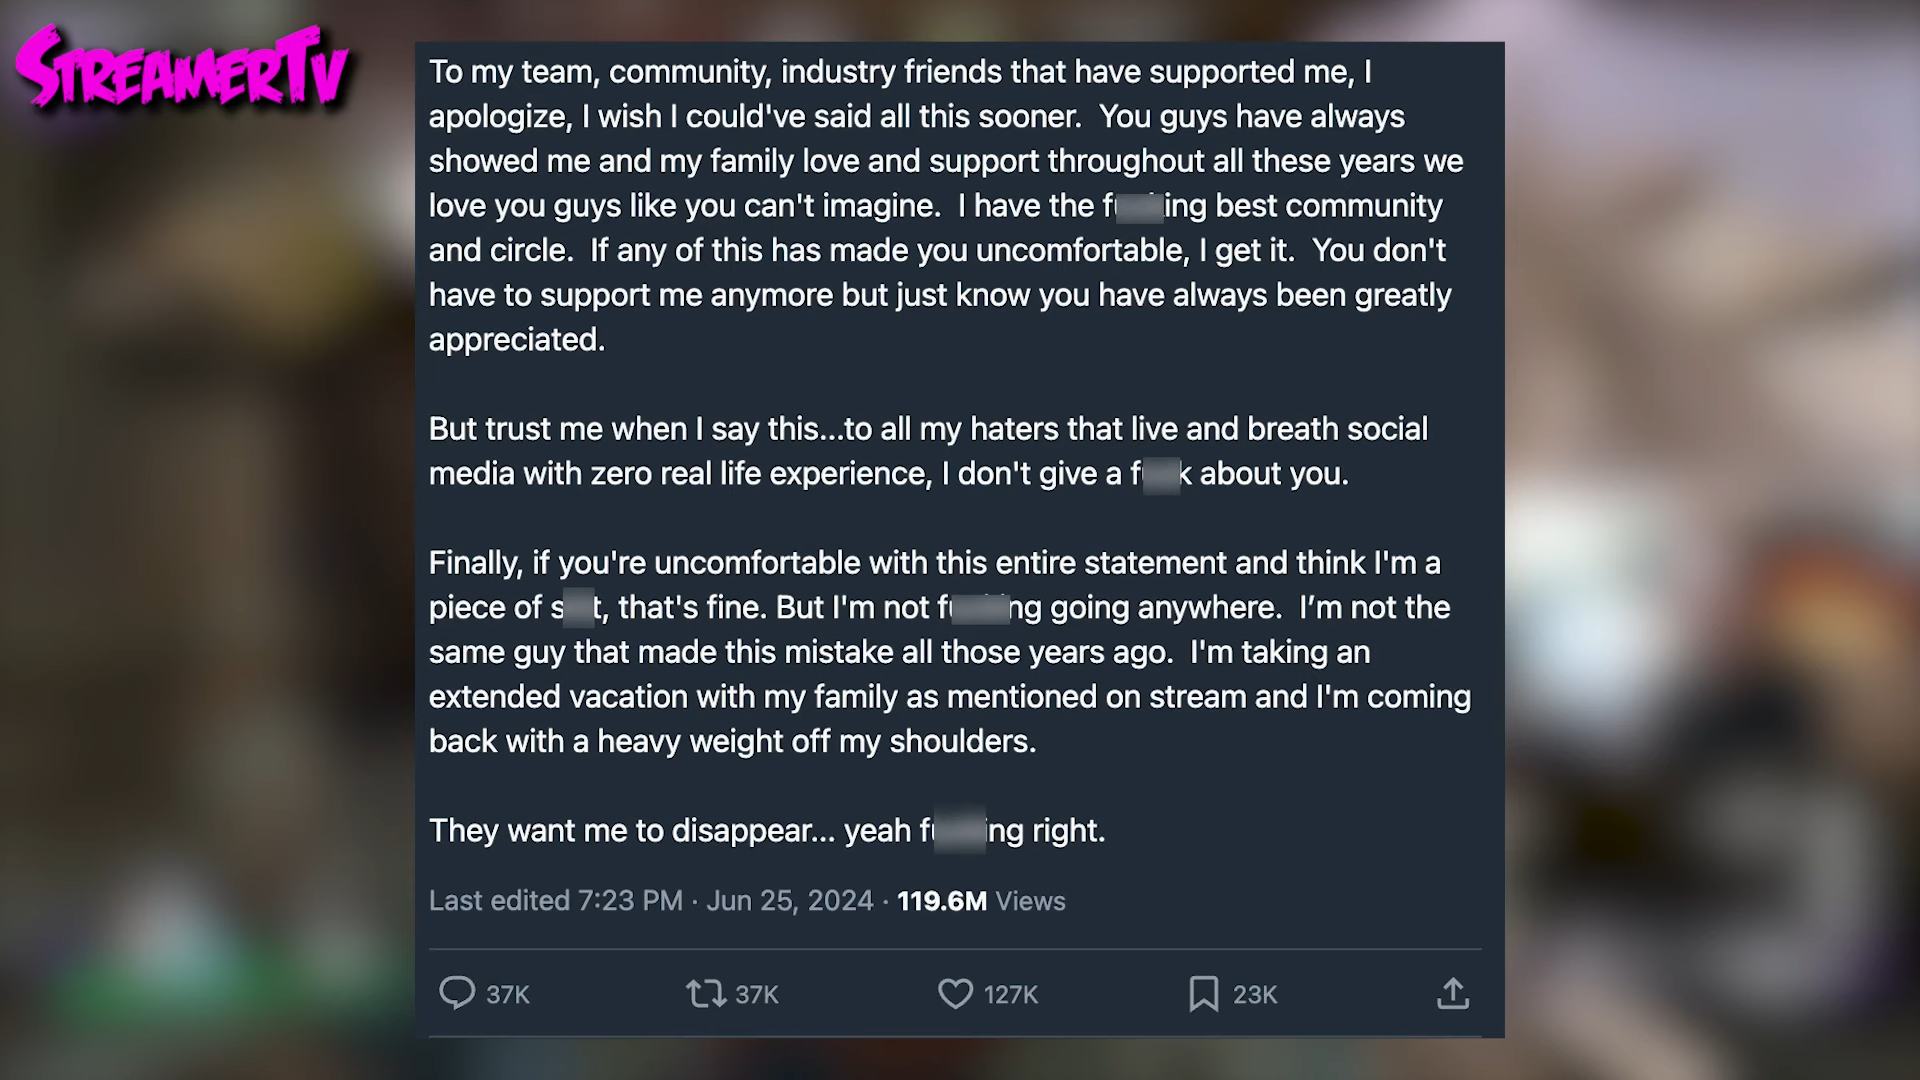 STREAMERTV
To my team, community, industry friends that have supported me, I
apologize, I wish I could've said all this sooner.  You guys have always
showed me and my family love and support throughout all these years we
love you guys like you can't imagine.  I have the f ing best community
and circle.  If any of this has made you uncomfortable, I get it.  You don't
have to support me anymore but just know you have always been greatly
appreciated.
But trust me when I say this...to all my haters that live and breath social
media with zero real life experience, I don't give a f k about you.
Finally, if you're uncomfortable with this entire statement and think I'm a
piece of s t, that's fine. But I'm not fu ng going anywhere.  I’m not the
same guy that made this mistake all those years ago.  I'm taking an
extended vacation with my family as mentioned on stream and I'm coming
back with a heavy weight off my shoulders.
They want me to disappear... yeah f ing right.
Last edited 7:23 PM · Jun 25, 2024 · 119.6M Views
37K 37K 127K 23K